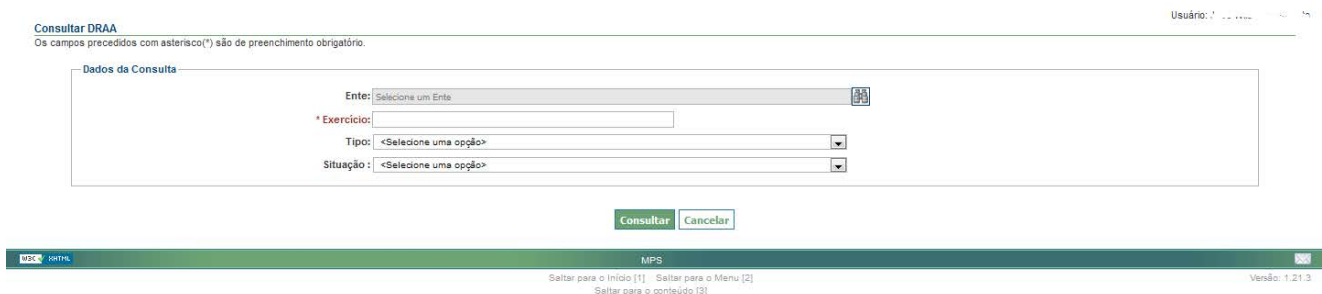 Usuário:
Consultar DRAA
Os campos precedidos com asterisco(*) são de preenchimento obrigatório.
Dados da Consulta
Ente: Selecione um Ente
* Exercício:
Tipo: <Selecione uma opção>
Situação : <Selecione uma opção>
Consultar Cancelar
W3C XHTML MPS
Saltar para o Início [1] Saltar para o Menu [2] Versão: 1.21.3
Saltar para o conteúdo [3]